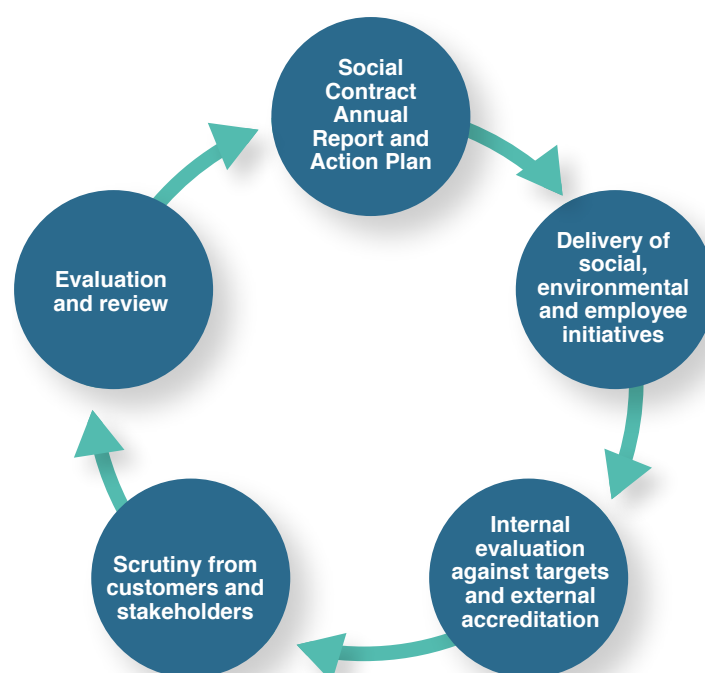 Social
Contract
Annual
Report and
Action Plan
Delivery of
social,
environmental
and employee
initiatives
Internal
evaluation
against targets
and external
accreditation
Scrutiny from
customers and
stakeholders
Evaluation
and review